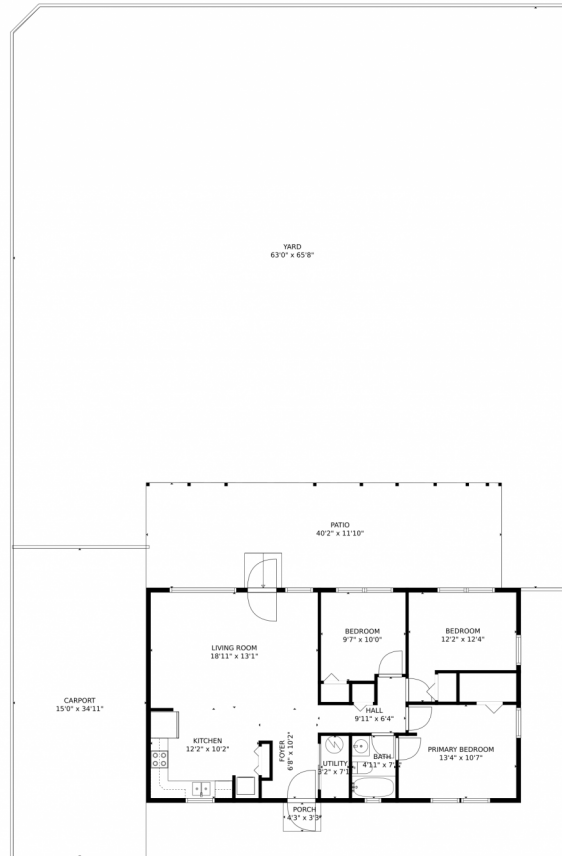 YARD
63'0" x 65'8"
PATIO
40'2" x 11'10"
BEDROOM
9'7" x 10'0"
BEDROOM
12'2" x 12'4"
LIVING ROOM
18'11" x 13'1"
CARPORT
15'0" x 34'11"
HALL
9'11" x 6'4"
KITCHEN
12'2" x 10'2"
FOYER
6'8" x 10'2"
PRIMARY BEDROOM
13'4" x 10'7"
BATH
4'11" x
UTILITY
PORCH
4'3" x 3'3"